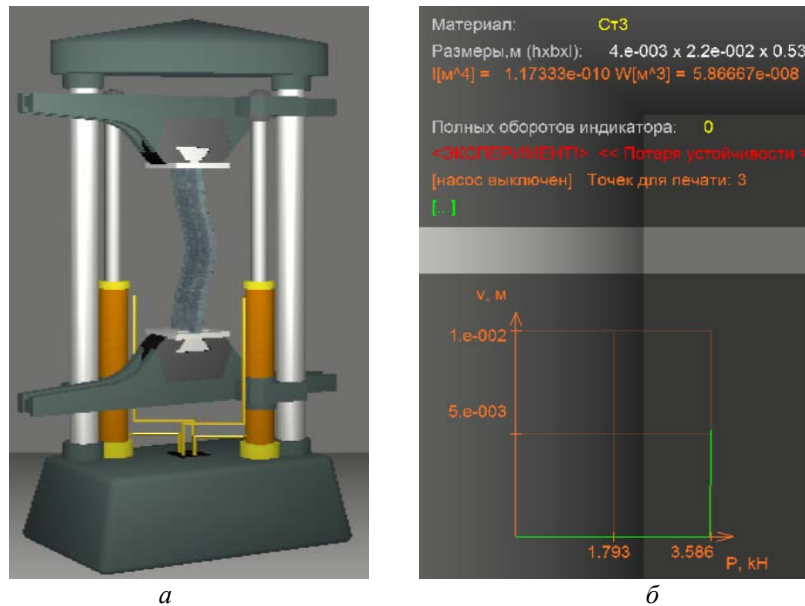 Материал: Ст3
Размеры,м (hxbxl): 4.e-003 x 2.2e-002 x 0.53
I[м^4] = 1.17333e-010 W[м^3] = 5.86667e-008
Полных оборотов индикатора: 0
<ЭКСПЕРИМЕНТ!> << Потеря устойчивости >
[насос выключен] Точек для печати: 3
[...]
v, м
1.e-002
5.e-003
1.793 3.586
P, kH
а б